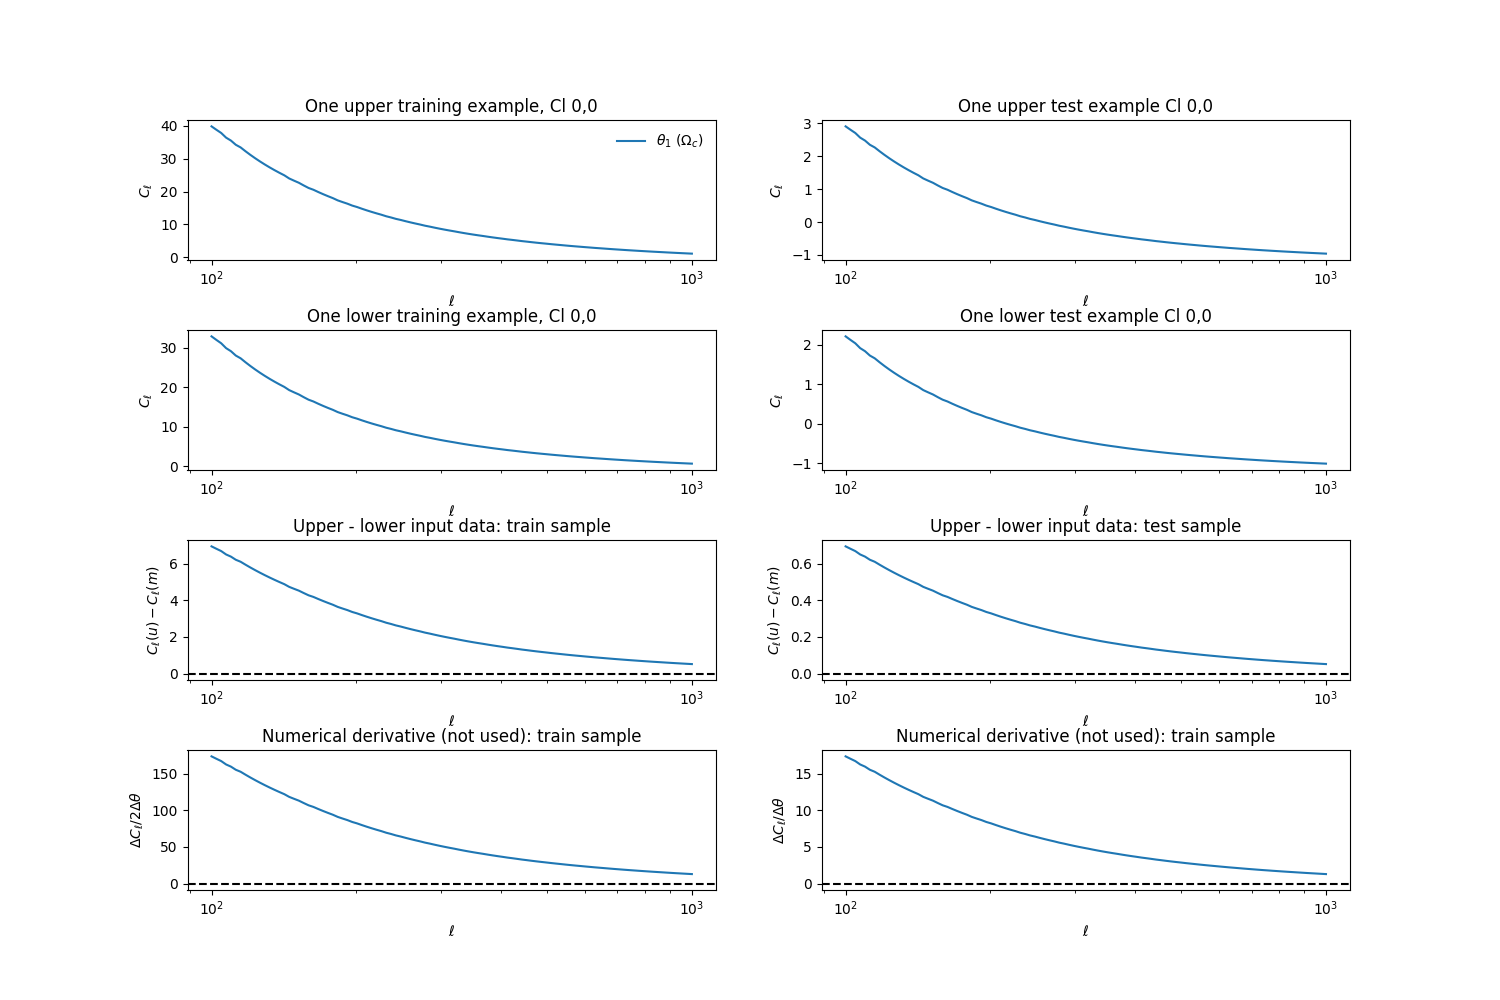 One upper training example, Cl 0,0
40
30
20
10
0
C_ℓ
θ₁ (Ω_c)
10²
10³
ℓ
One upper test example Cl 0,0
3
2
1
0
−1
C_ℓ
10²
10³
ℓ
One lower training example, Cl 0,0
30
20
10
0
C_ℓ
10²
10³
ℓ
One lower test example Cl 0,0
2
1
0
−1
C_ℓ
10²
10³
ℓ
Upper - lower input data: train sample
6
4
2
0
C_ℓ(u) − C_ℓ(m)
10²
10³
ℓ
Upper - lower input data: test sample
0.6
0.4
0.2
0.0
C_ℓ(u) − C_ℓ(m)
10²
10³
ℓ
Numerical derivative (not used): train sample
150
100
50
0
ΔC_ℓ/2Δθ
10²
10³
ℓ
Numerical derivative (not used): train sample
15
10
5
0
ΔC_ℓ/Δθ
10²
10³
ℓ